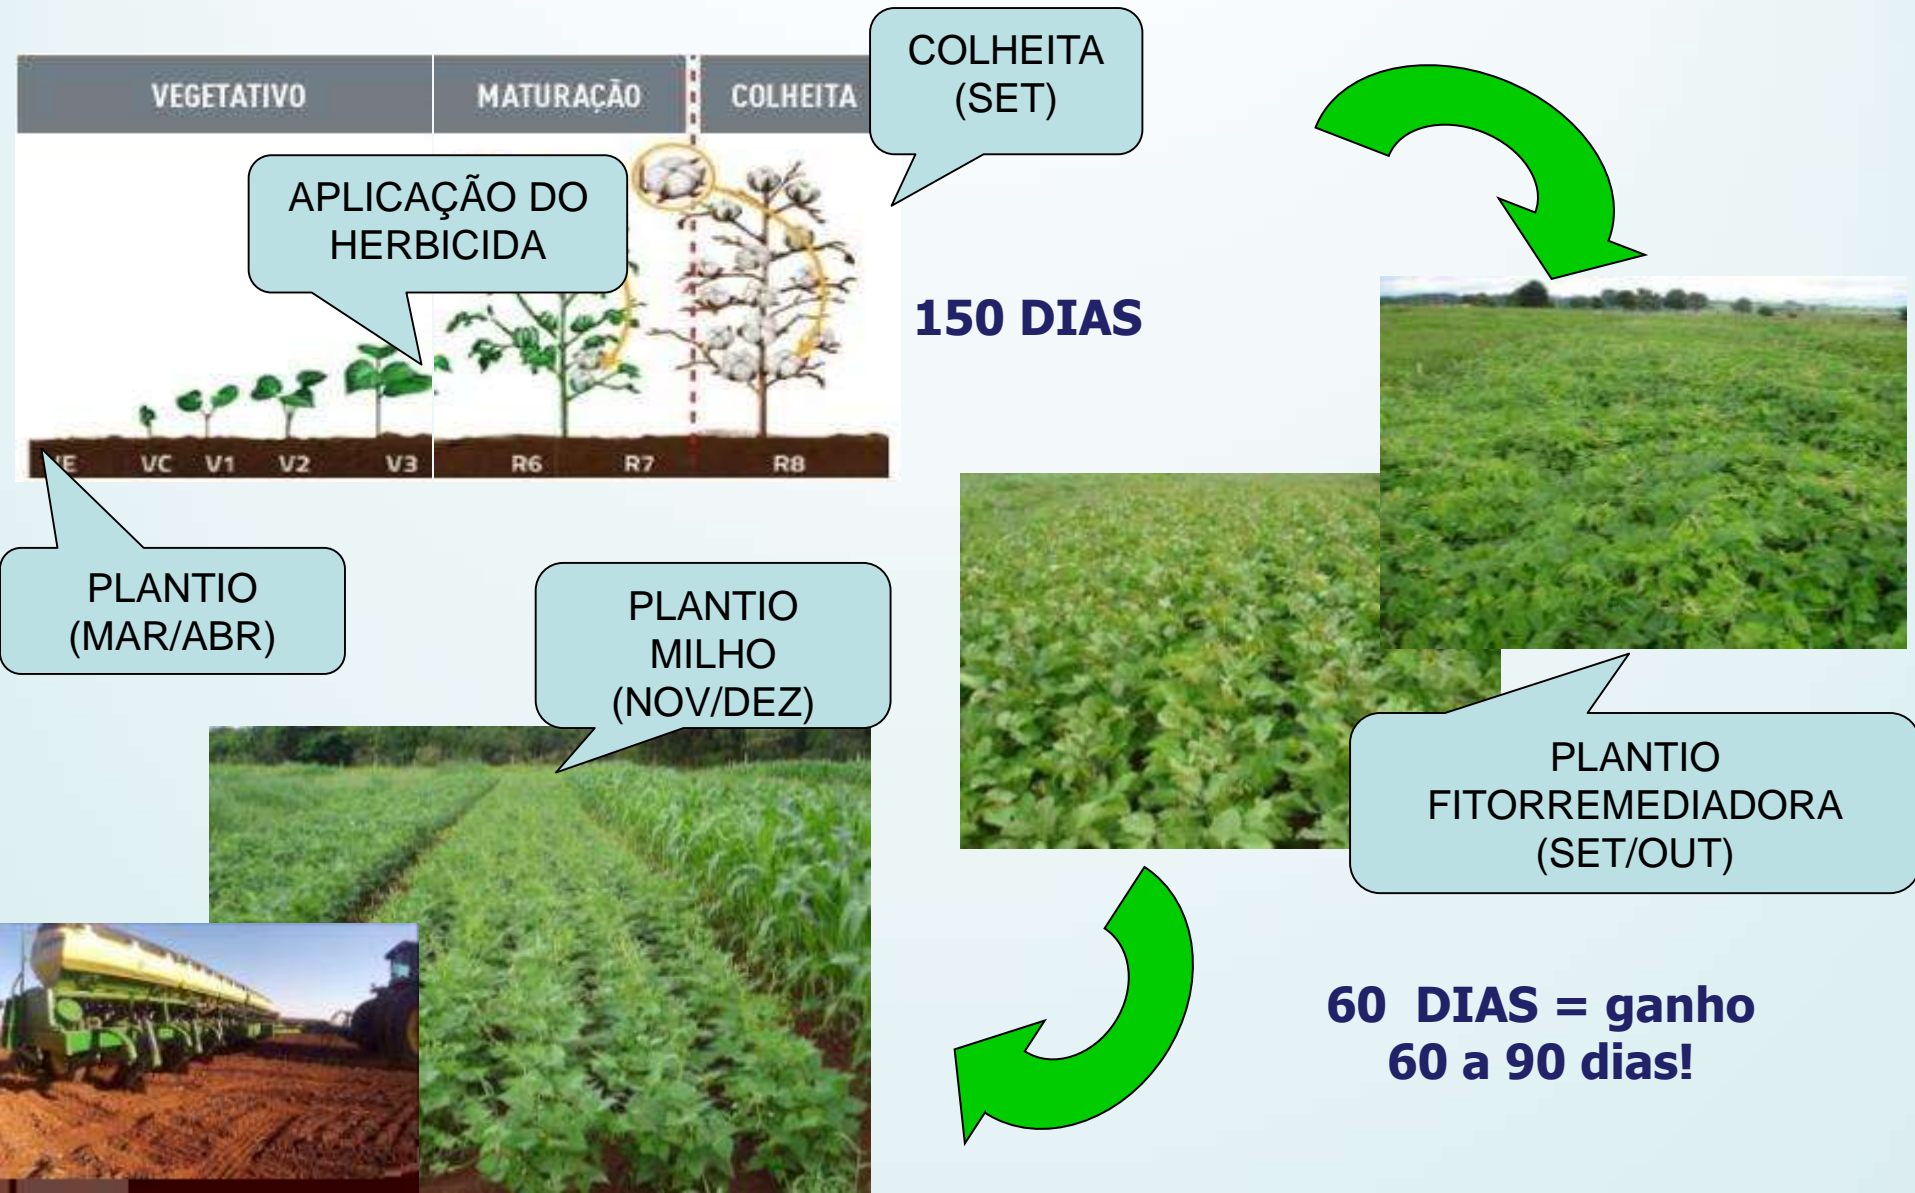 VEGETATIVO
MATURAÇÃO
COLHEITA
COLHEITA
(SET)
APLICAÇÃO DO
HERBICIDA
150 DIAS
VC V1 V2 V3 R6 R7 R8
PLANTIO
(MAR/ABR)
PLANTIO
MILHO
(NOV/DEZ)
PLANTIO
FITORREMEDIADORA
(SET/OUT)
60 DIAS = ganho
60 a 90 dias!